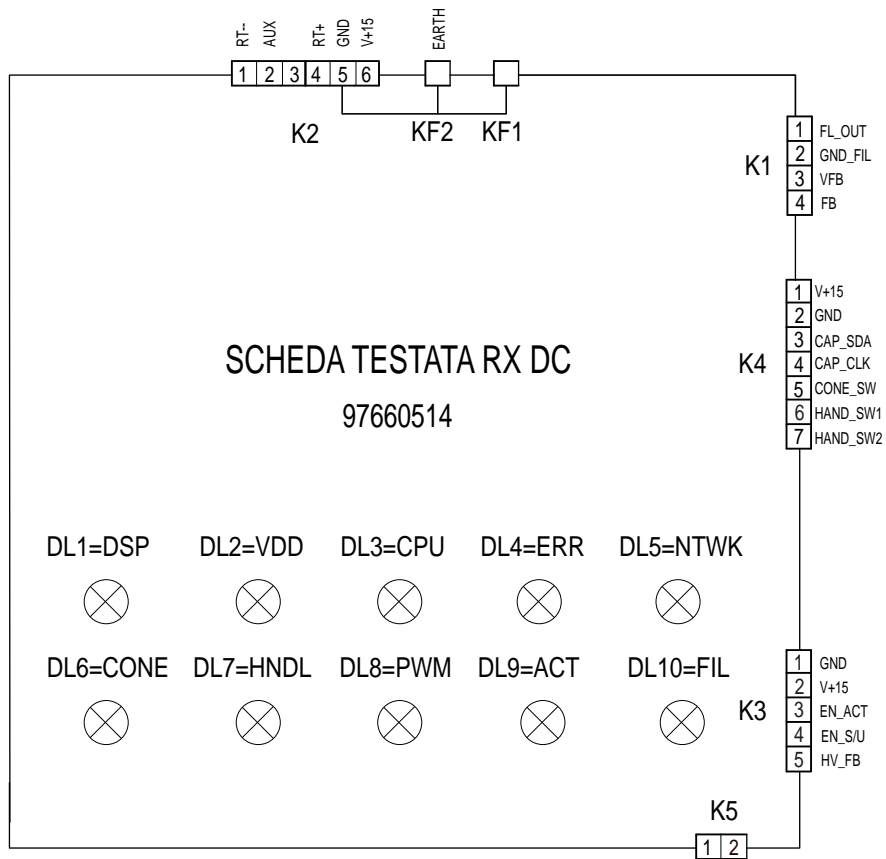 RT--
AUX
RT+
GND
V+15
EARTH
1 2 3 4 5 6
K2
KF2
KF1
K1
1 FL_OUT
2 GND_FIL
3 VFB
4 FB
K4
1 V+15
2 GND
3 CAP_SDA
4 CAP_CLK
5 CONE_SW
6 HAND_SW1
7 HAND_SW2
SCHEDA TESTATA RX DC
97660514
DL1=DSP DL2=VDD DL3=CPU DL4=ERR DL5=NTWK
DL6=CONE DL7=HNDL DL8=PWM DL9=ACT DL10=FIL
K3
1 GND
2 V+15
3 EN_ACT
4 EN_S/U
5 HV_FB
K5
1 2